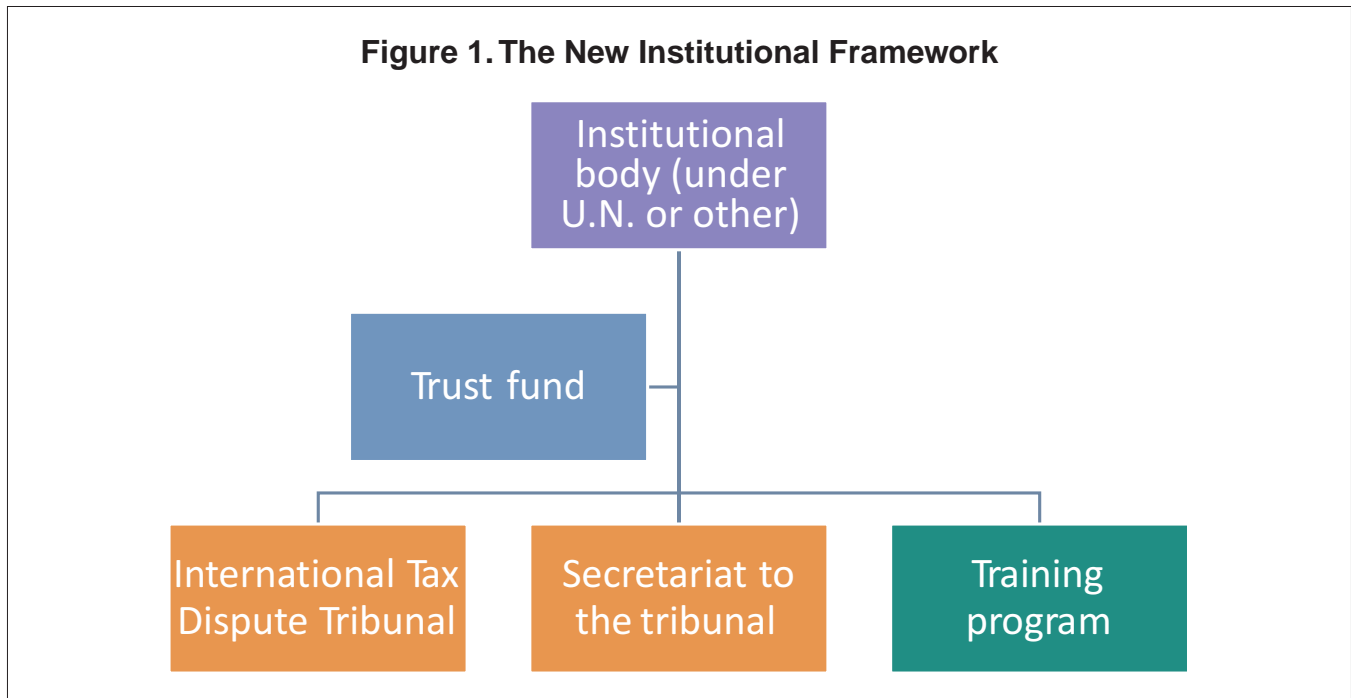 Figure 1. The New Institutional Framework
Institutional
body (under
U.N. or other)
Trust fund
International Tax
Dispute Tribunal
Secretariat to
the tribunal
Training
program